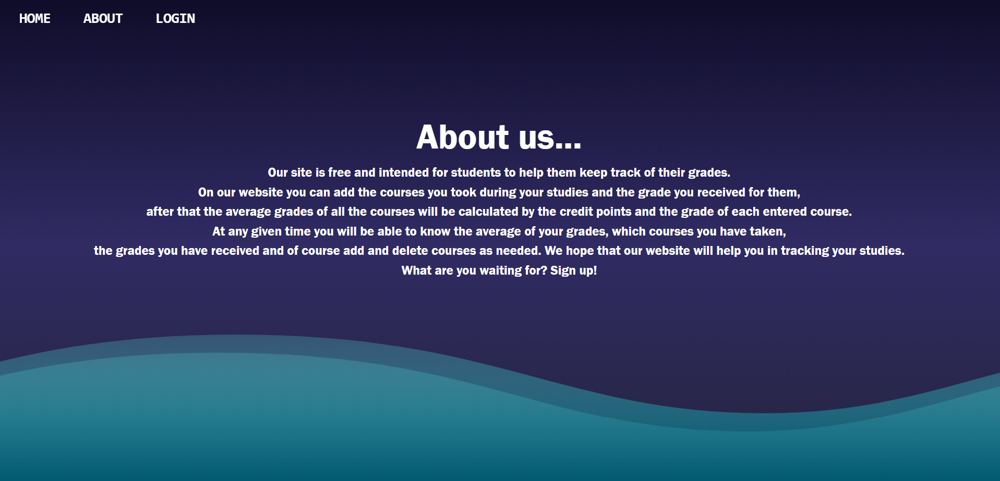 HOME ABOUT LOGIN
About us...
Our site is free and intended for students to help them keep track of their grades.
On our website you can add the courses you took during your studies and the grade you received for them,
after that the average grades of all the courses will be calculated by the credit points and the grade of each entered course.
At any given time you will be able to know the average of your grades, which courses you have taken,
the grades you have received and of course add and delete courses as needed. We hope that our website will help you in tracking your studies.
What are you waiting for? Sign up!